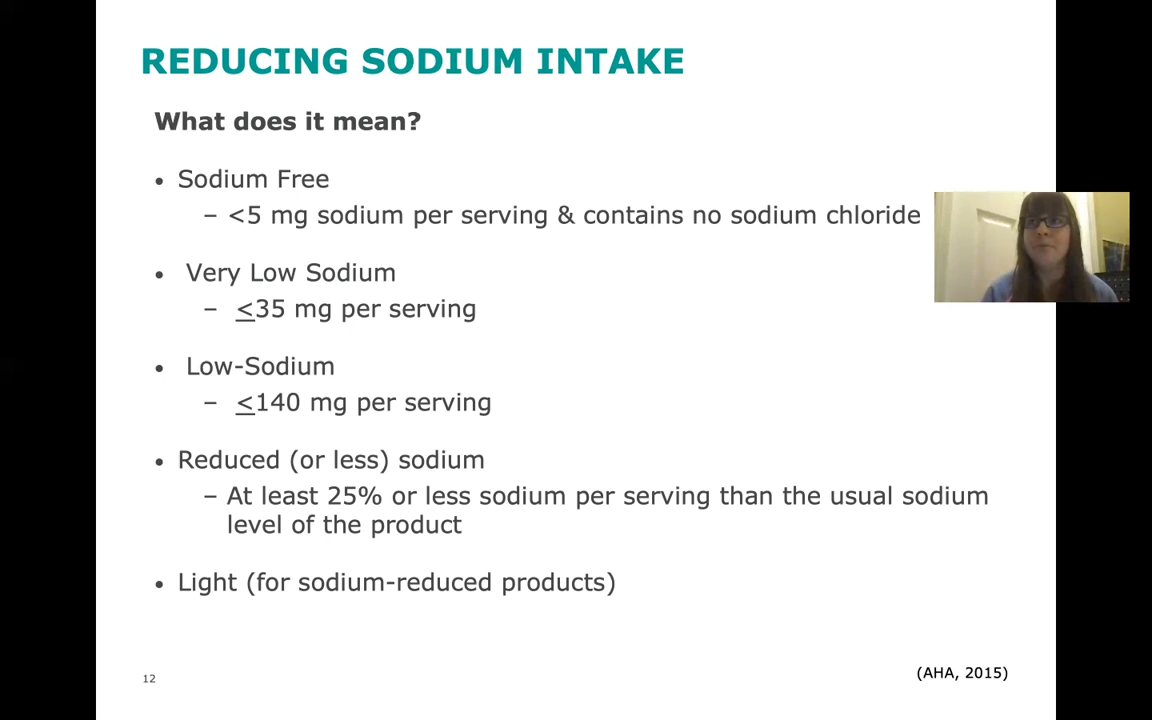 REDUCING SODIUM INTAKE
What does it mean?
• Sodium Free
– <5 mg sodium per serving & contains no sodium chloride
• Very Low Sodium
– <35 mg per serving
• Low-Sodium
– <140 mg per serving
• Reduced (or less) sodium
– At least 25% or less sodium per serving than the usual sodium
level of the product
• Light (for sodium-reduced products)
12
(AHA, 2015)